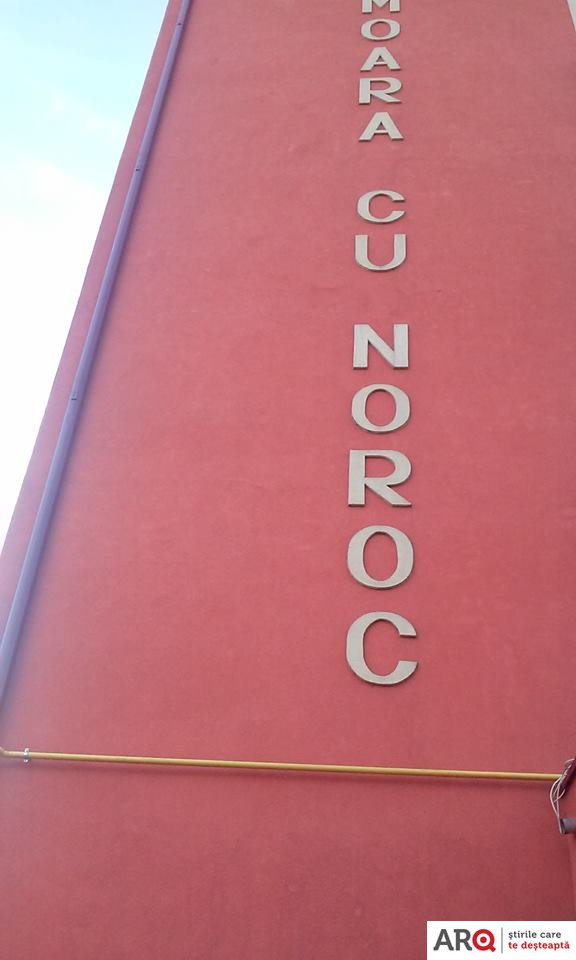 MOARA CU NOROC
ARQ
știrile care
te deșteaptă